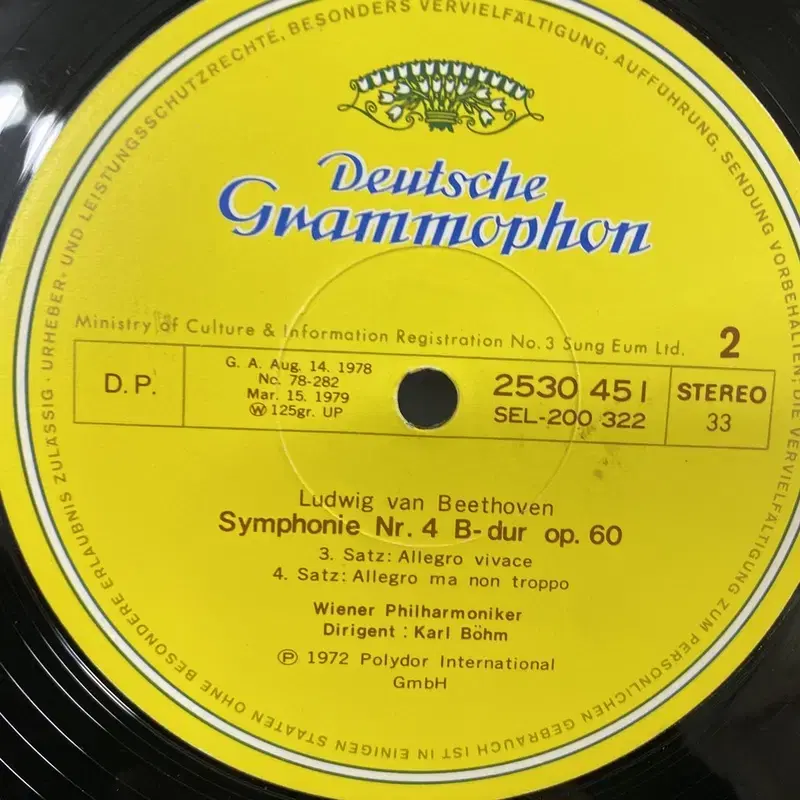 Deutsche
Grammophon
Ministry of Culture & Information Registration No. 3 Sung Eum Ltd.
2
D.P.
G. A. Aug. 14. 1978
No. 78-282
Mar. 15. 1979
Ⓦ 125gr. UP
2530 451
SEL-200 322
STEREO
33
Ludwig van Beethoven
Symphonie Nr. 4 B-dur op. 60
3. Satz: Allegro vivace
4. Satz: Allegro ma non troppo
Wiener Philharmoniker
Dirigent : Karl Böhm
Ⓟ 1972 Polydor International
GmbH
URHEBER- UND LEISTUNGSSCHUTZRECHTE, BESONDERS VERVIELFÄLTIGUNG, AUFFÜHRUNG, SENDUNG VORBEHALTEN, DIE VERVIELFÄLTIGUNG ZUM PERSÖNLICHEN GEBRAUCH IST IN EINIGEN STAATEN OHNE BESONDERE ERLAUBNIS ZULÄSSIG ·